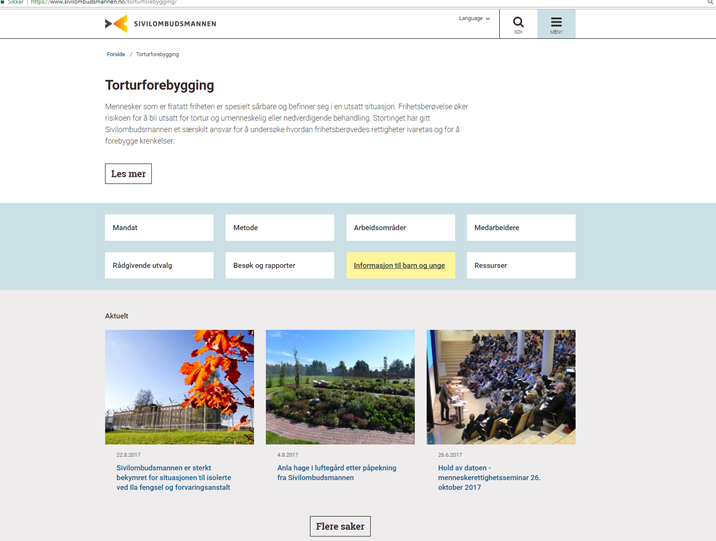 Sikker | https://www.sivilombudsmannen.no/torturforebygging/
SIVILOMBUDSMANNEN
Language
SØK
MENY
Forside / Torturforebygging
Torturforebygging
Mennesker som er fratatt friheten er spesielt sårbare og befinner seg i en utsatt situasjon. Frihetsberøvelse øker
risikoen for å bli utsatt for tortur og umenneskelig eller nedverdigende behandling. Stortinget har gitt
Sivilombudsmannen et særskilt ansvar for å undersøke hvordan frihetsberøvedes rettigheter ivaretas og for å
forebygge krenkelser.
Les mer
Mandat
Metode
Arbeidsområder
Medarbeidere
Rådgivende utvalg
Besøk og rapporter
Informasjon til barn og unge
Ressurser
Aktuelt
22.8.2017
Sivilombudsmannen er sterkt
bekymret for situasjonen til isolerte
ved Ila fengsel og forvaringsanstalt
4.8.2017
Anla hage i luftegård etter påpekning
fra Sivilombudsmannen
26.6.2017
Hold av datoen -
menneskerettighetsseminar 26.
oktober 2017
Flere saker